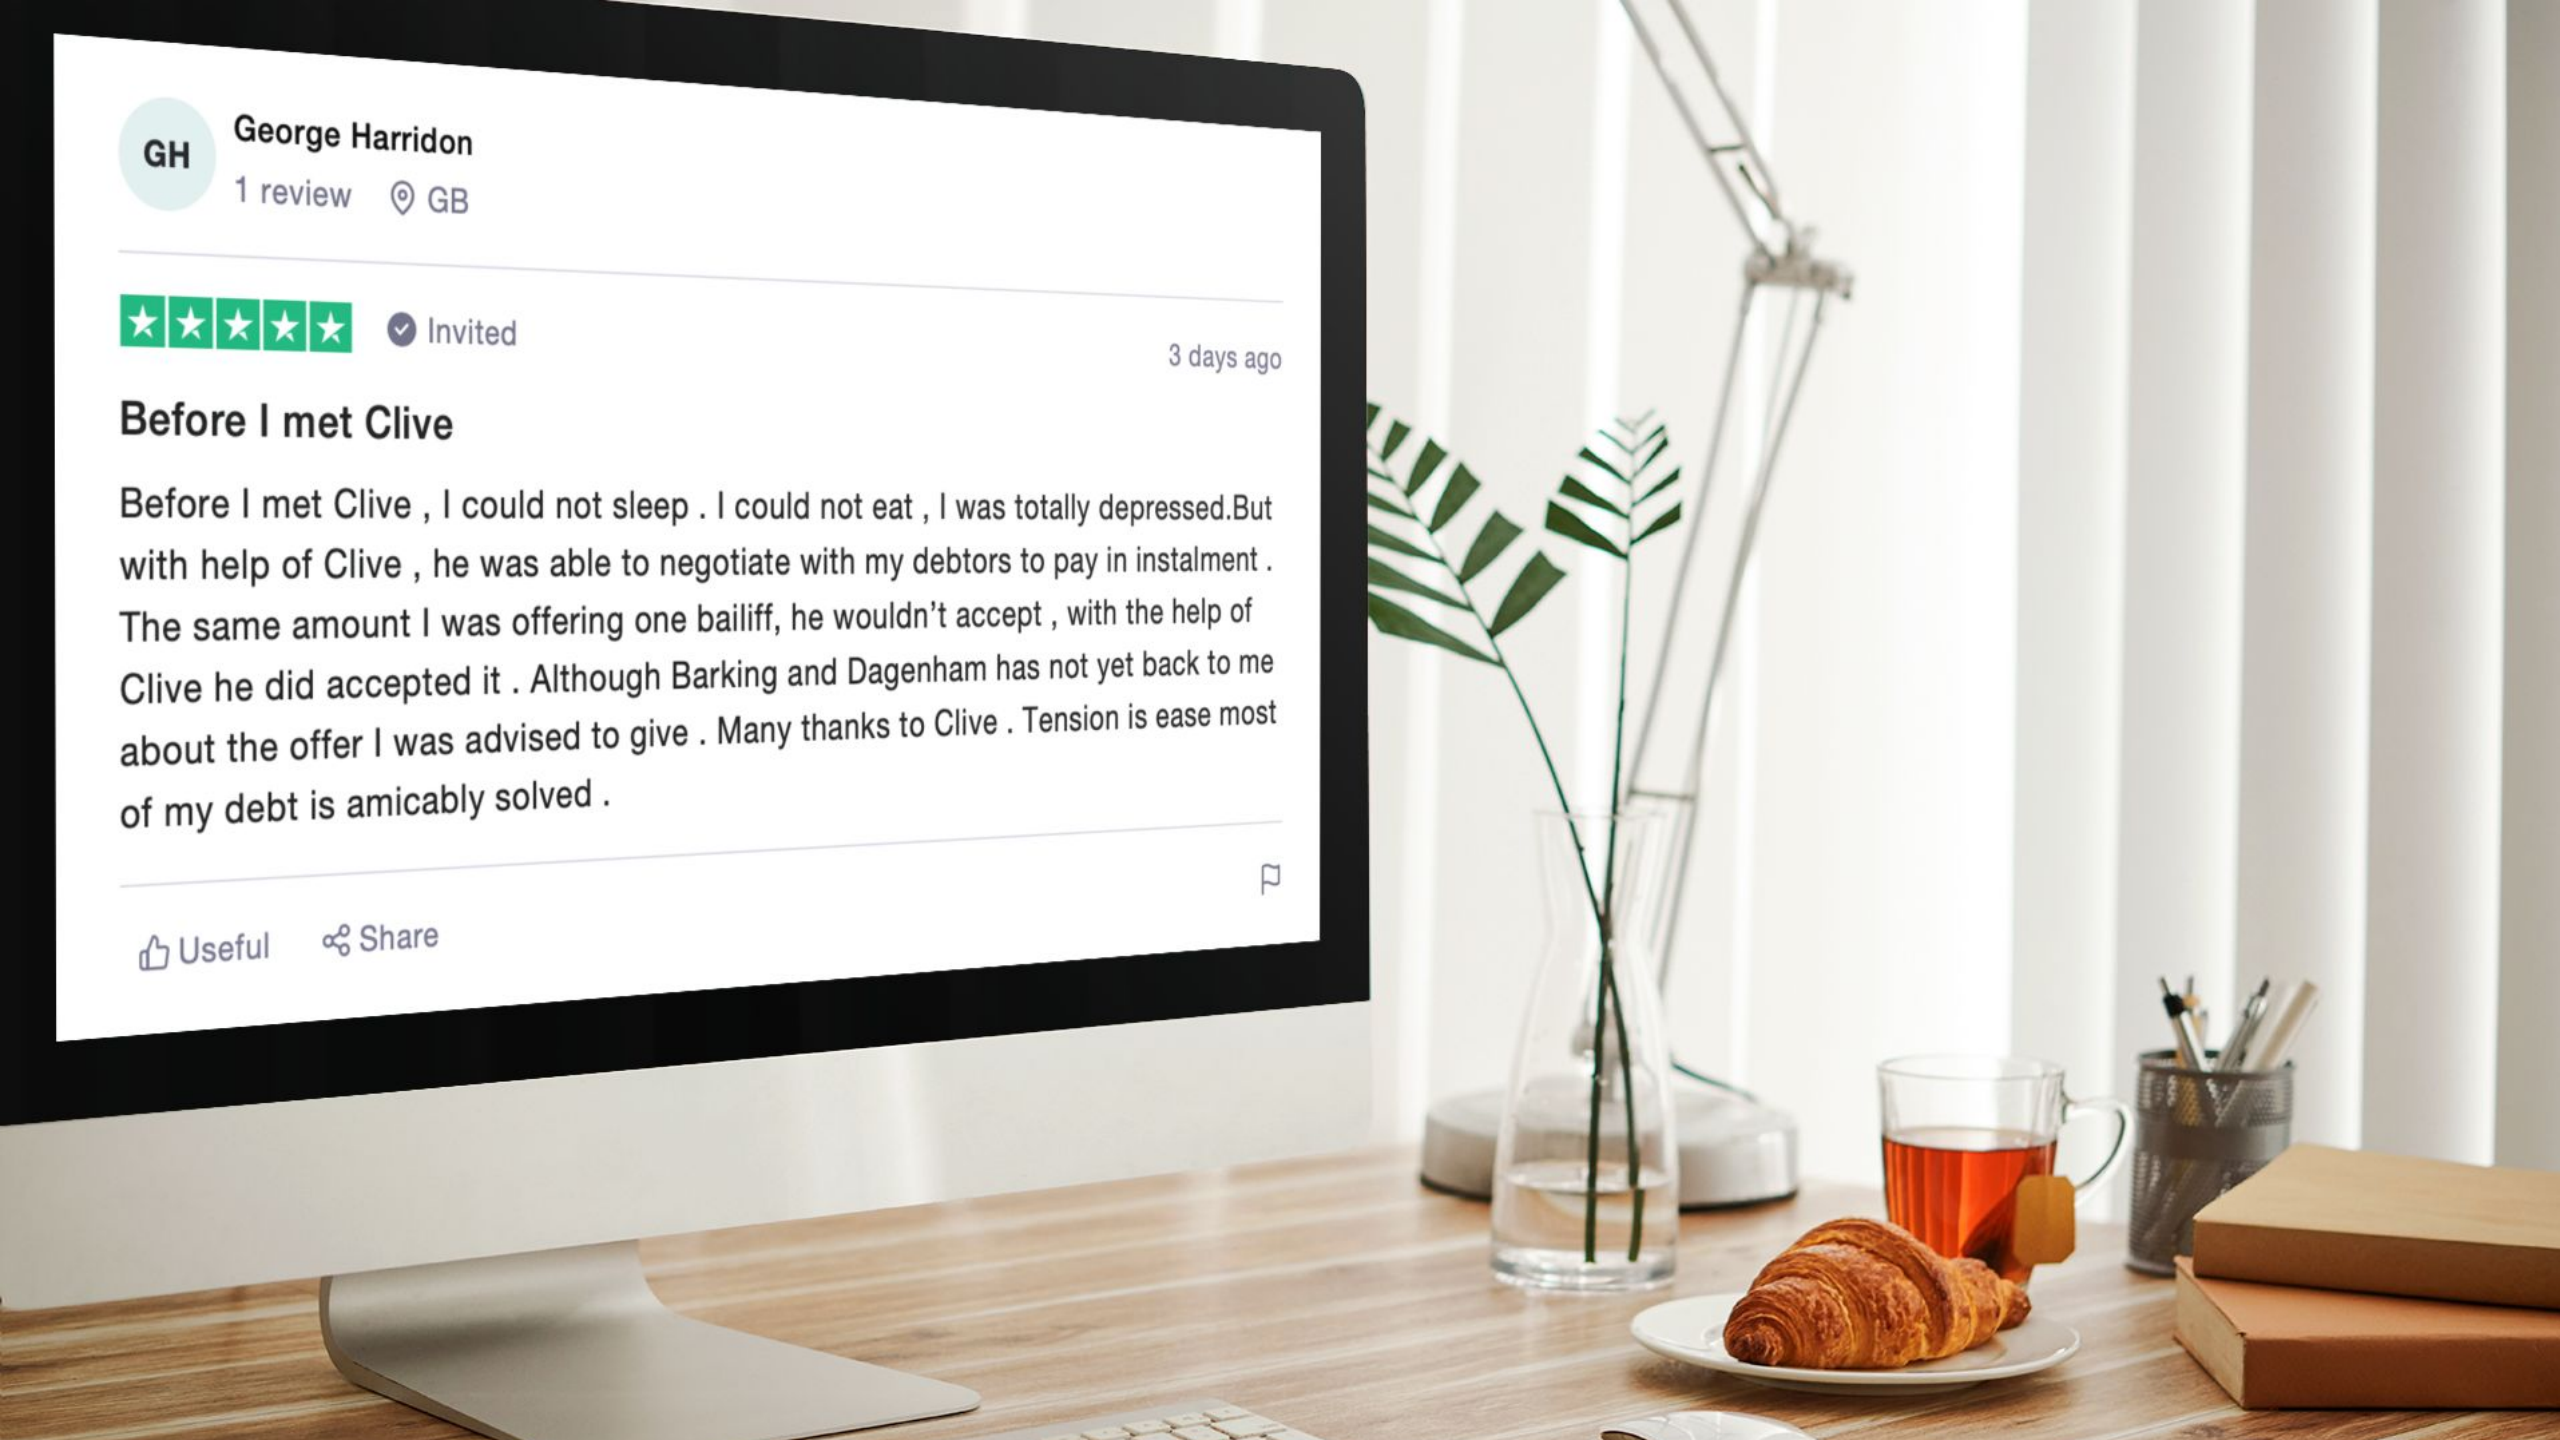 GH
George Harridon
1 review GB
Invited
3 days ago
Before I met Clive
Before I met Clive , I could not sleep . I could not eat , I was totally depressed.But
with help of Clive , he was able to negotiate with my debtors to pay in instalment .
The same amount I was offering one bailiff, he wouldn't accept , with the help of
Clive he did accepted it . Although Barking and Dagenham has not yet back to me
about the offer I was advised to give . Many thanks to Clive . Tension is ease most
of my debt is amicably solved .
Useful Share